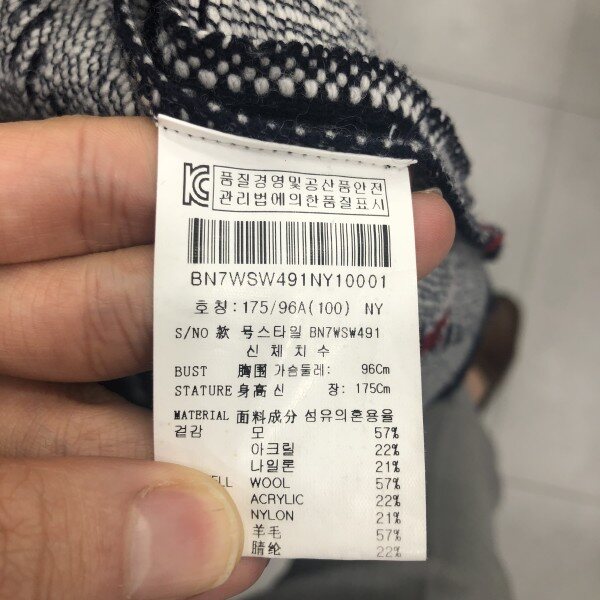 품질경영및공산품안전
관리법에의한품질표시
BN7WSW491NY10001
호칭:175/96A(100) NY
S/NO 款 号스타일 BN7WSW491
신체치수
BUST 胸围 가슴둘레: 96Cm
STATURE 身高 신 장: 175Cm
MATERIAL 面料成分 섬유의혼용율
겉감 모 57%
아크릴 22%
나일론 21%
WOOL 57%
ACRYLIC 22%
NYLON 21%
羊毛 57%
腈纶 22%